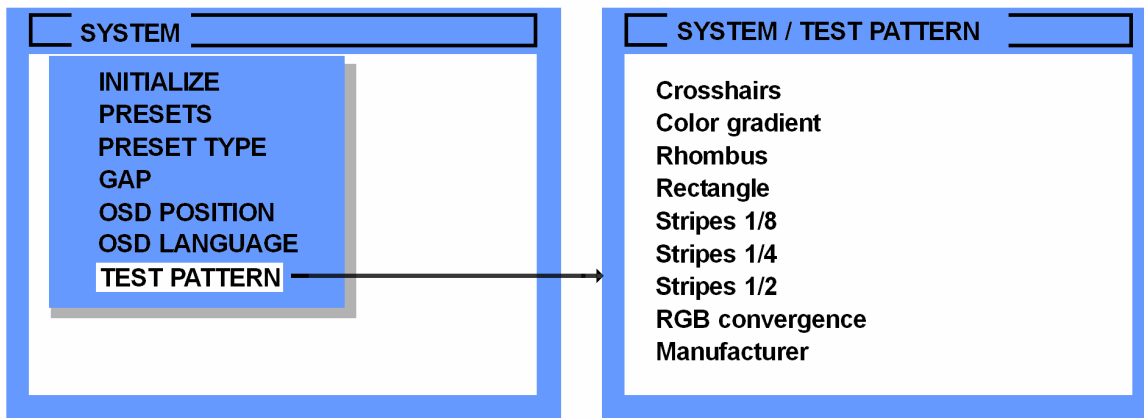 SYSTEM
INITIALIZE
PRESETS
PRESET TYPE
GAP
OSD POSITION
OSD LANGUAGE
TEST PATTERN
SYSTEM / TEST PATTERN
Crosshairs
Color gradient
Rhombus
Rectangle
Stripes 1/8
Stripes 1/4
Stripes 1/2
RGB convergence
Manufacturer